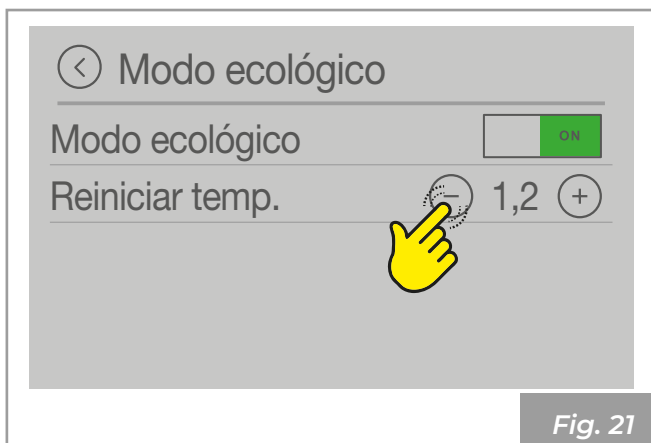 Modo ecológico
Modo ecológico ON
Reiniciar temp. − 1,2 +
Fig. 21